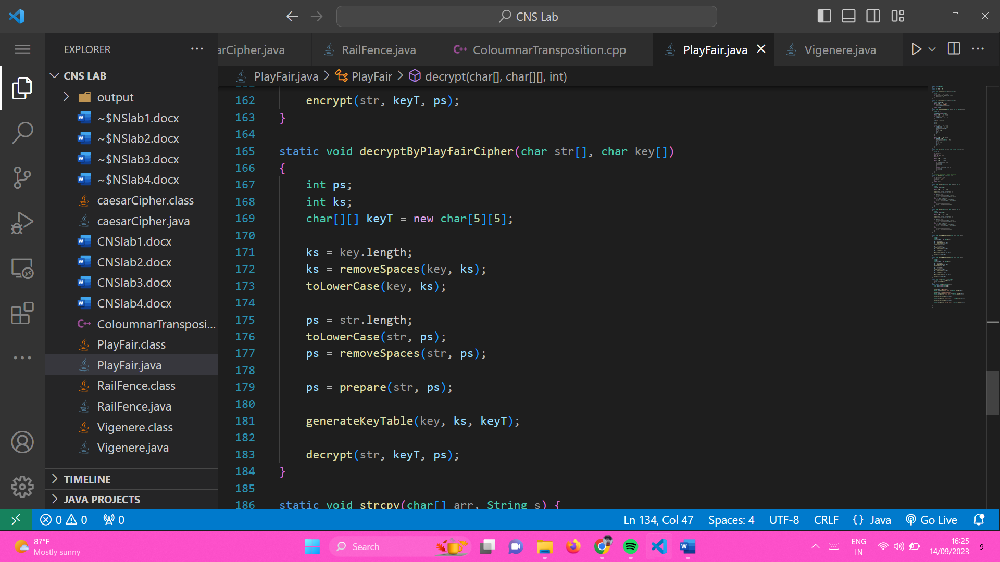 CNS Lab
EXPLORER
arCipher.java
RailFence.java
C++ ColoumnarTransposition.cpp
PlayFair.java
Vigenere.java
PlayFair.java > PlayFair > decrypt(char[], char[][], int)
CNS LAB
output
~$NSlab1.docx
~$NSlab2.docx
~$NSlab3.docx
~$NSlab4.docx
caesarCipher.class
caesarCipher.java
CNSlab1.docx
CNSlab2.docx
CNSlab3.docx
CNSlab4.docx
C++ ColoumnarTransposi...
PlayFair.class
PlayFair.java
RailFence.class
RailFence.java
Vigenere.class
Vigenere.java
TIMELINE
JAVA PROJECTS
162 encrypt(str, keyT, ps);
163 }
164
165 static void decryptByPlayfairCipher(char str[], char key[])
166 {
167 int ps;
168 int ks;
169 char[][] keyT = new char[5][5];
170
171 ks = key.length;
172 ks = removeSpaces(key, ks);
173 toLowerCase(key, ks);
174
175 ps = str.length;
176 toLowerCase(str, ps);
177 ps = removeSpaces(str, ps);
178
179 ps = prepare(str, ps);
180
181 generateKeyTable(key, ks, keyT);
182
183 decrypt(str, keyT, ps);
184 }
185
186 static void strcpy(char[] arr, String s) {
0 0 0
Ln 134, Col 47 Spaces: 4 UTF-8 CRLF {} Java Go Live
87°F
Mostly sunny
Search
ENG
IN
16:25
14/09/2023
9